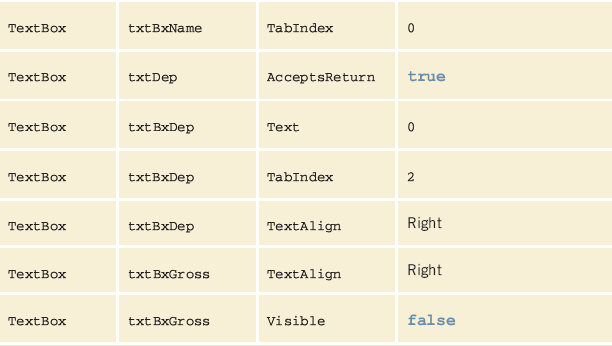 TextBox txtBxName TabIndex 0
TextBox txtDep AcceptsReturn true
TextBox txtBxDep Text 0
TextBox txtBxDep TabIndex 2
TextBox txtBxDep TextAlign Right
TextBox txtBxGross TextAlign Right
TextBox txtBxGross Visible false